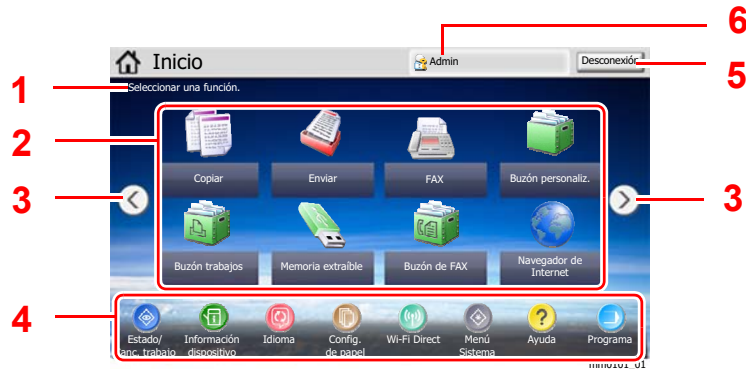 6
Inicio
Admin
Desconexión
5
1
Seleccionar una función.
2
Copiar
Enviar
FAX
Buzón personaliz.
3
3
Buzón trabajos
Memoria extraíble
Buzón de FAX
Navegador de
Internet
4
Estado/
canc. trabajo
Información
dispositivo
Idioma
Config.
de papel
Wi-Fi Direct
Menú
Sistema
Ayuda
Programa
mm0101_01